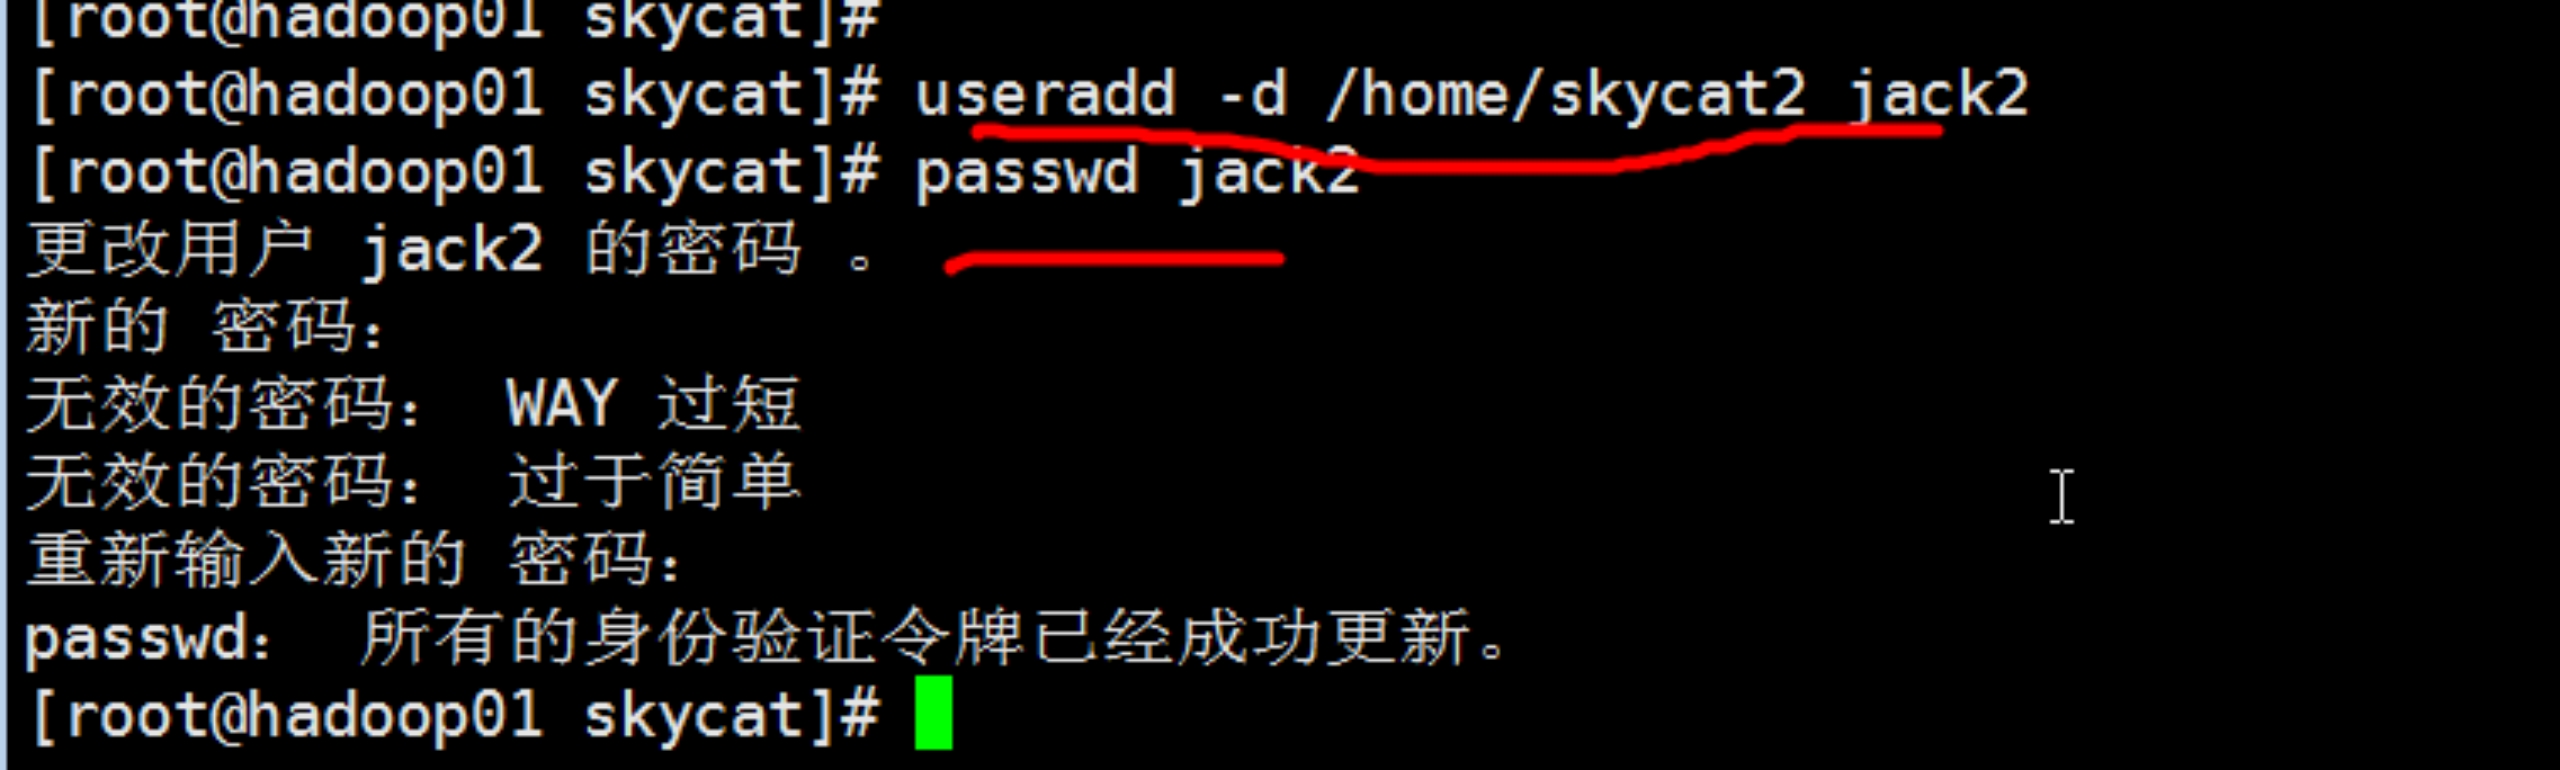 [root@hadoop01 skycat]#
[root@hadoop01 skycat]# useradd -d /home/skycat2 jack2
[root@hadoop01 skycat]# passwd jack2
更改用户 jack2 的密码 。
新的 密码：
无效的密码： WAY 过短
无效的密码： 过于简单
重新输入新的 密码：
passwd： 所有的身份验证令牌已经成功更新。
[root@hadoop01 skycat]#